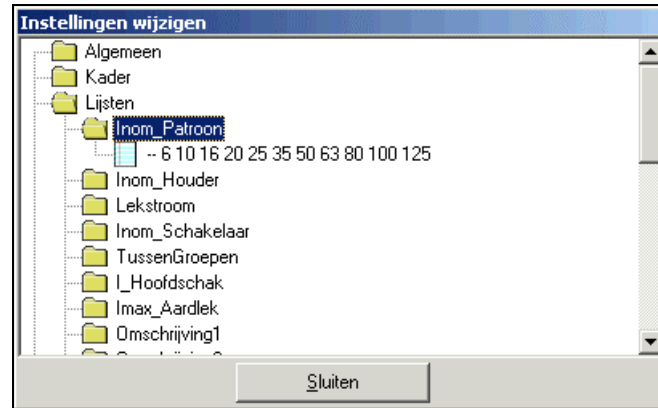 Instellingen wijzigen
Algemeen
Kader
Lijsten
Inom_Patroon
-- 6 10 16 20 25 35 50 63 80 100 125
Inom_Houder
Lekstroom
Inom_Schakelaar
TussenGroepen
I_Hoofdschak
Imax_Aardlek
Omschrijving1
Sluiten